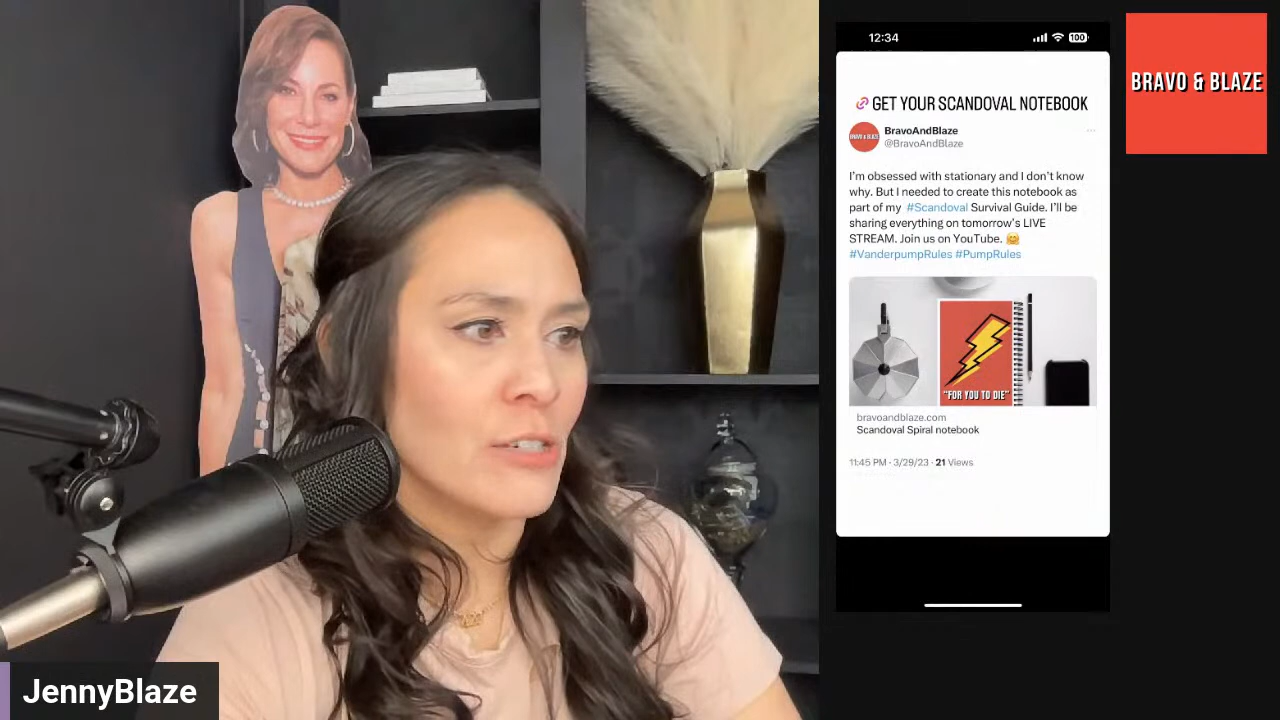 12:34
100
GET YOUR SCANDOVAL NOTEBOOK
BravoAndBlaze
@BravoAndBlaze
I'm obsessed with stationary and I don't know
why. But I needed to create this notebook as
part of my #Scandoval Survival Guide. I'll be
sharing everything on tomorrow's LIVE
STREAM. Join us on YouTube. 🤗
#VanderpumpRules #PumpRules
"FOR YOU TO DIE"
bravoandblaze.com
Scandoval Spiral notebook
11:45 PM · 3/29/23 · 21 Views
BRAVO & BLAZE
JennyBlaze